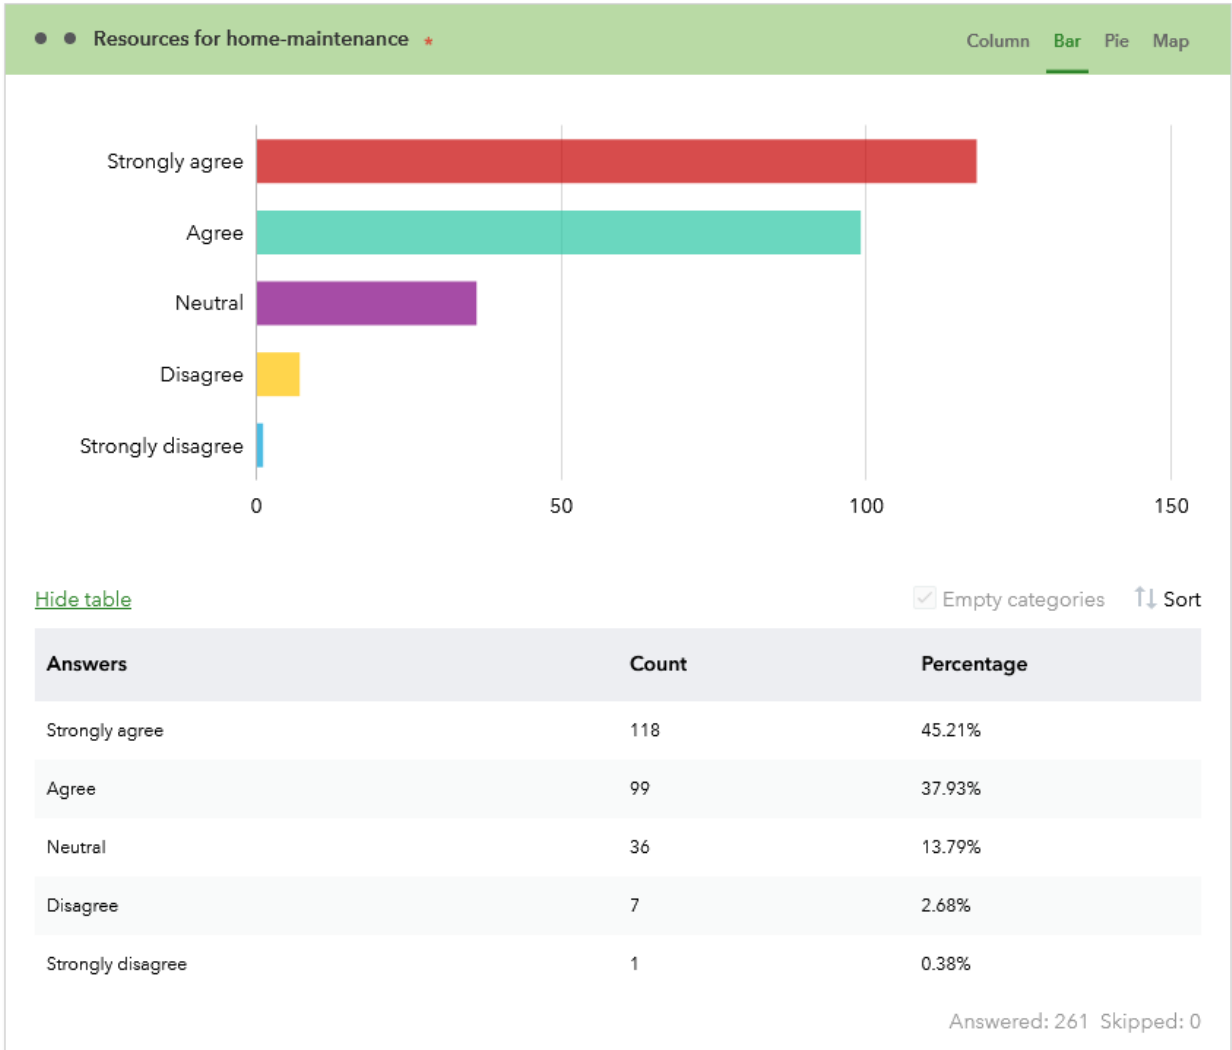 Resources for home-maintenance *
Column Bar Pie Map
Strongly agree
Agree
Neutral
Disagree
Strongly disagree
0 50 100 150
Hide table
Empty categories Sort
Answers Count Percentage
Strongly agree 118 45.21%
Agree 99 37.93%
Neutral 36 13.79%
Disagree 7 2.68%
Strongly disagree 1 0.38%
Answered: 261 Skipped: 0